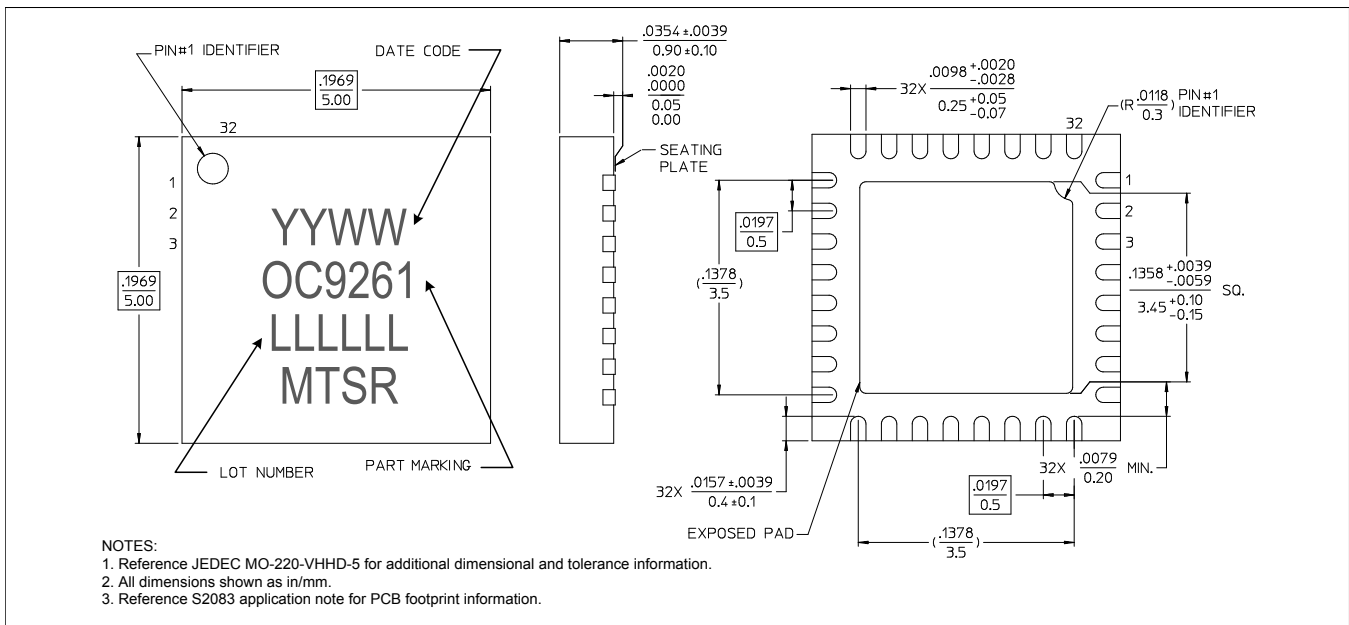 PIN#1 IDENTIFIER
DATE CODE
.1969
5.00
32
1
2
3
.1969
5.00
YYWW
OC9261
LLLLLL
MTSR
LOT NUMBER
PART MARKING
.0354 ±.0039
0.90 ±0.10
.0020
.0000
0.05
0.00
SEATING
PLATE
32X .0098 +.0020 -.0028
0.25 +0.05 -0.07
(R .0118 / 0.3) PIN#1
IDENTIFIER
32
1
2
3
.0197
0.5
(.1378 / 3.5)
.1358 +.0039 -.0059
3.45 +0.10 -0.15
SQ.
32X .0157 ±.0039
0.4 ±0.1
32X .0079 MIN.
0.20
.0197
0.5
EXPOSED PAD
(.1378 / 3.5)
NOTES:
1. Reference JEDEC MO-220-VHHD-5 for additional dimensional and tolerance information.
2. All dimensions shown as in/mm.
3. Reference S2083 application note for PCB footprint information.